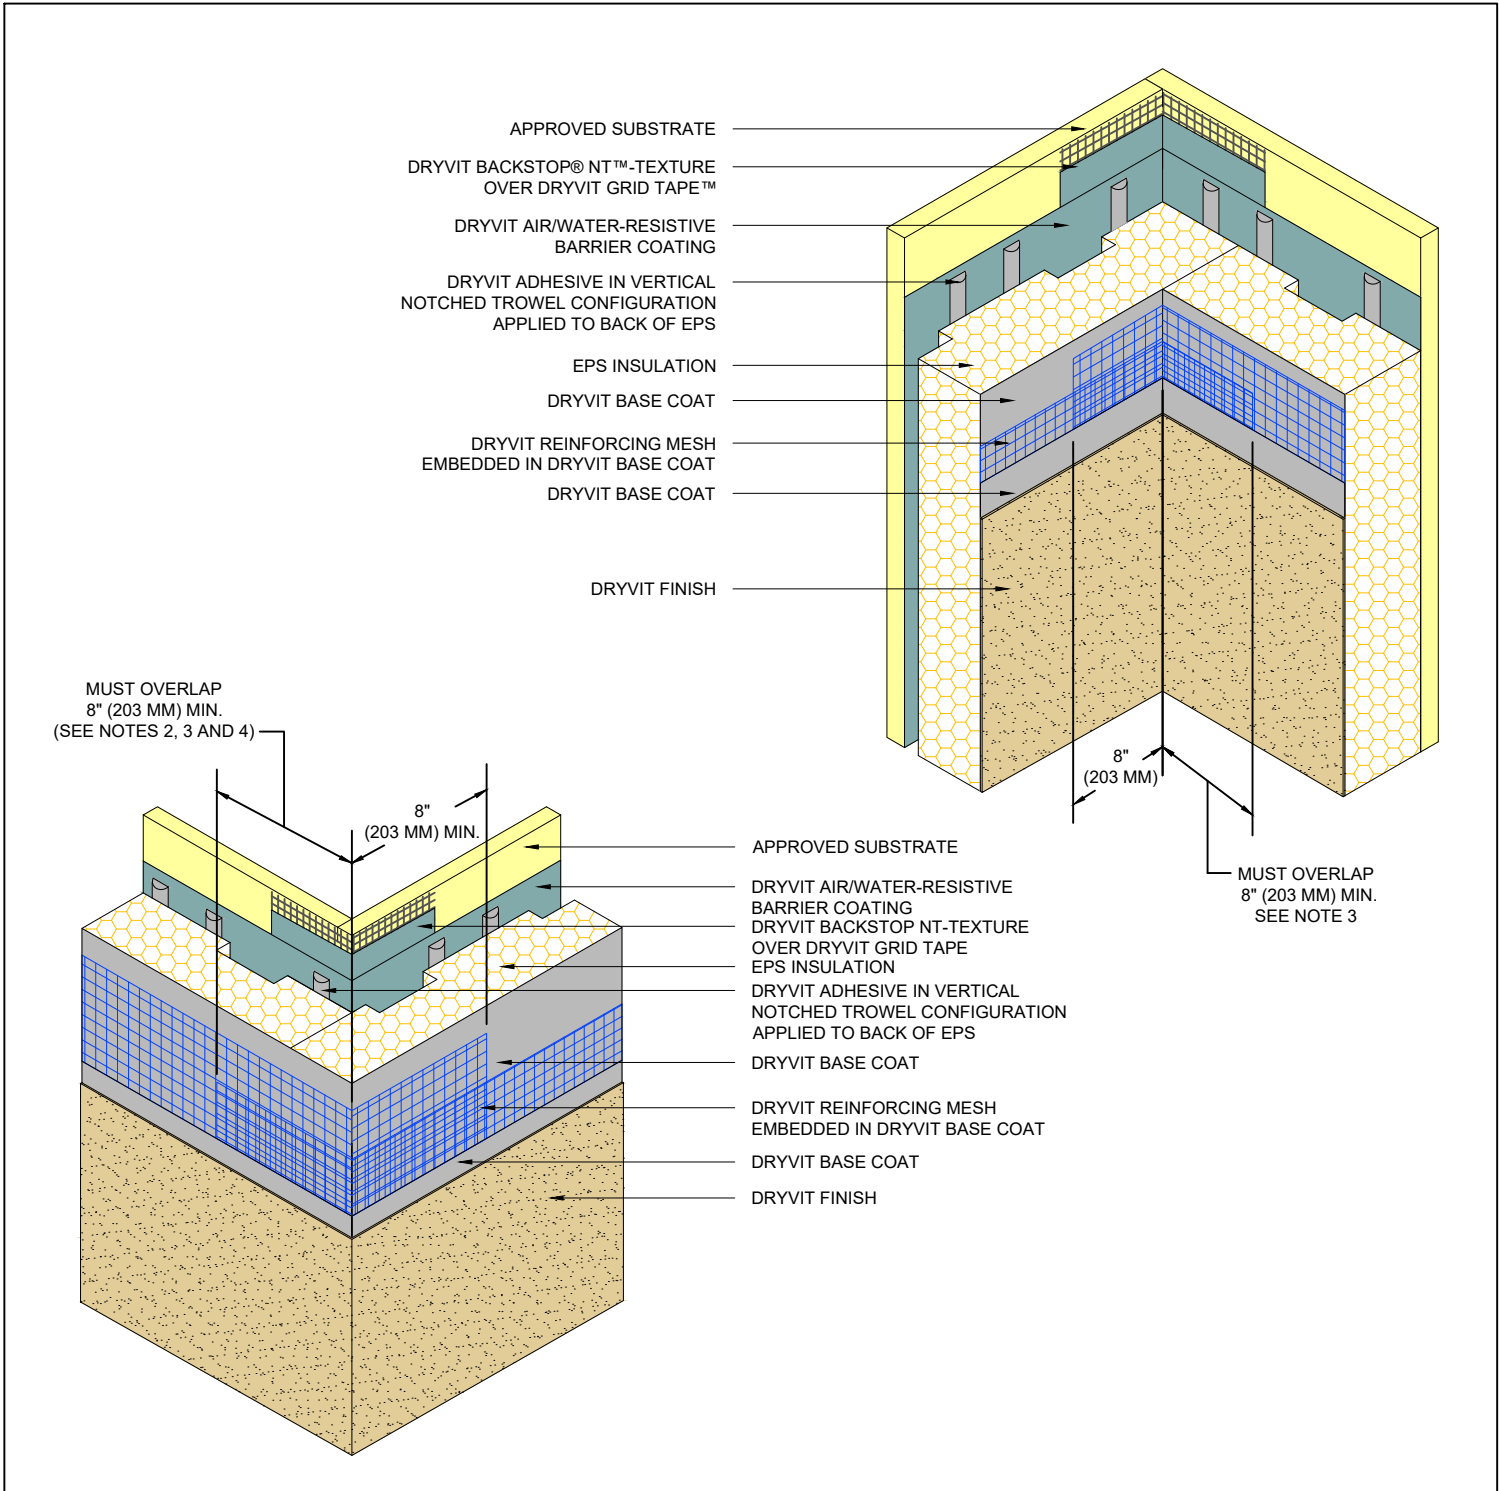 APPROVED SUBSTRATE
DRYVIT BACKSTOP® NT™-TEXTURE
OVER DRYVIT GRID TAPE™
DRYVIT AIR/WATER-RESISTIVE
BARRIER COATING
DRYVIT ADHESIVE IN VERTICAL
NOTCHED TROWEL CONFIGURATION
APPLIED TO BACK OF EPS
EPS INSULATION
DRYVIT BASE COAT
DRYVIT REINFORCING MESH
EMBEDDED IN DRYVIT BASE COAT
DRYVIT BASE COAT
DRYVIT FINISH
8"
(203 MM)
MUST OVERLAP
8" (203 MM) MIN.
SEE NOTE 3
MUST OVERLAP
8" (203 MM) MIN.
(SEE NOTES 2, 3 AND 4)
8"
(203 MM) MIN.
APPROVED SUBSTRATE
DRYVIT AIR/WATER-RESISTIVE
BARRIER COATING
DRYVIT BACKSTOP NT-TEXTURE
OVER DRYVIT GRID TAPE
EPS INSULATION
DRYVIT ADHESIVE IN VERTICAL
NOTCHED TROWEL CONFIGURATION
APPLIED TO BACK OF EPS
DRYVIT BASE COAT
DRYVIT REINFORCING MESH
EMBEDDED IN DRYVIT BASE COAT
DRYVIT BASE COAT
DRYVIT FINISH